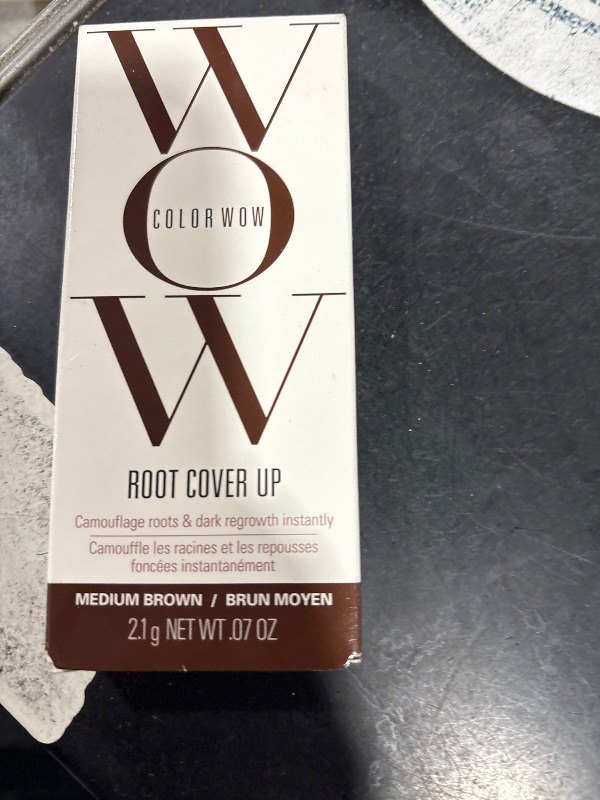 W
COLOR WOW
O
W
ROOT COVER UP
Camouflage roots & dark regrowth instantly
Camouffle les racines et les repousses
foncées instantanément
MEDIUM BROWN / BRUN MOYEN
2.1 g NET WT .07 OZ